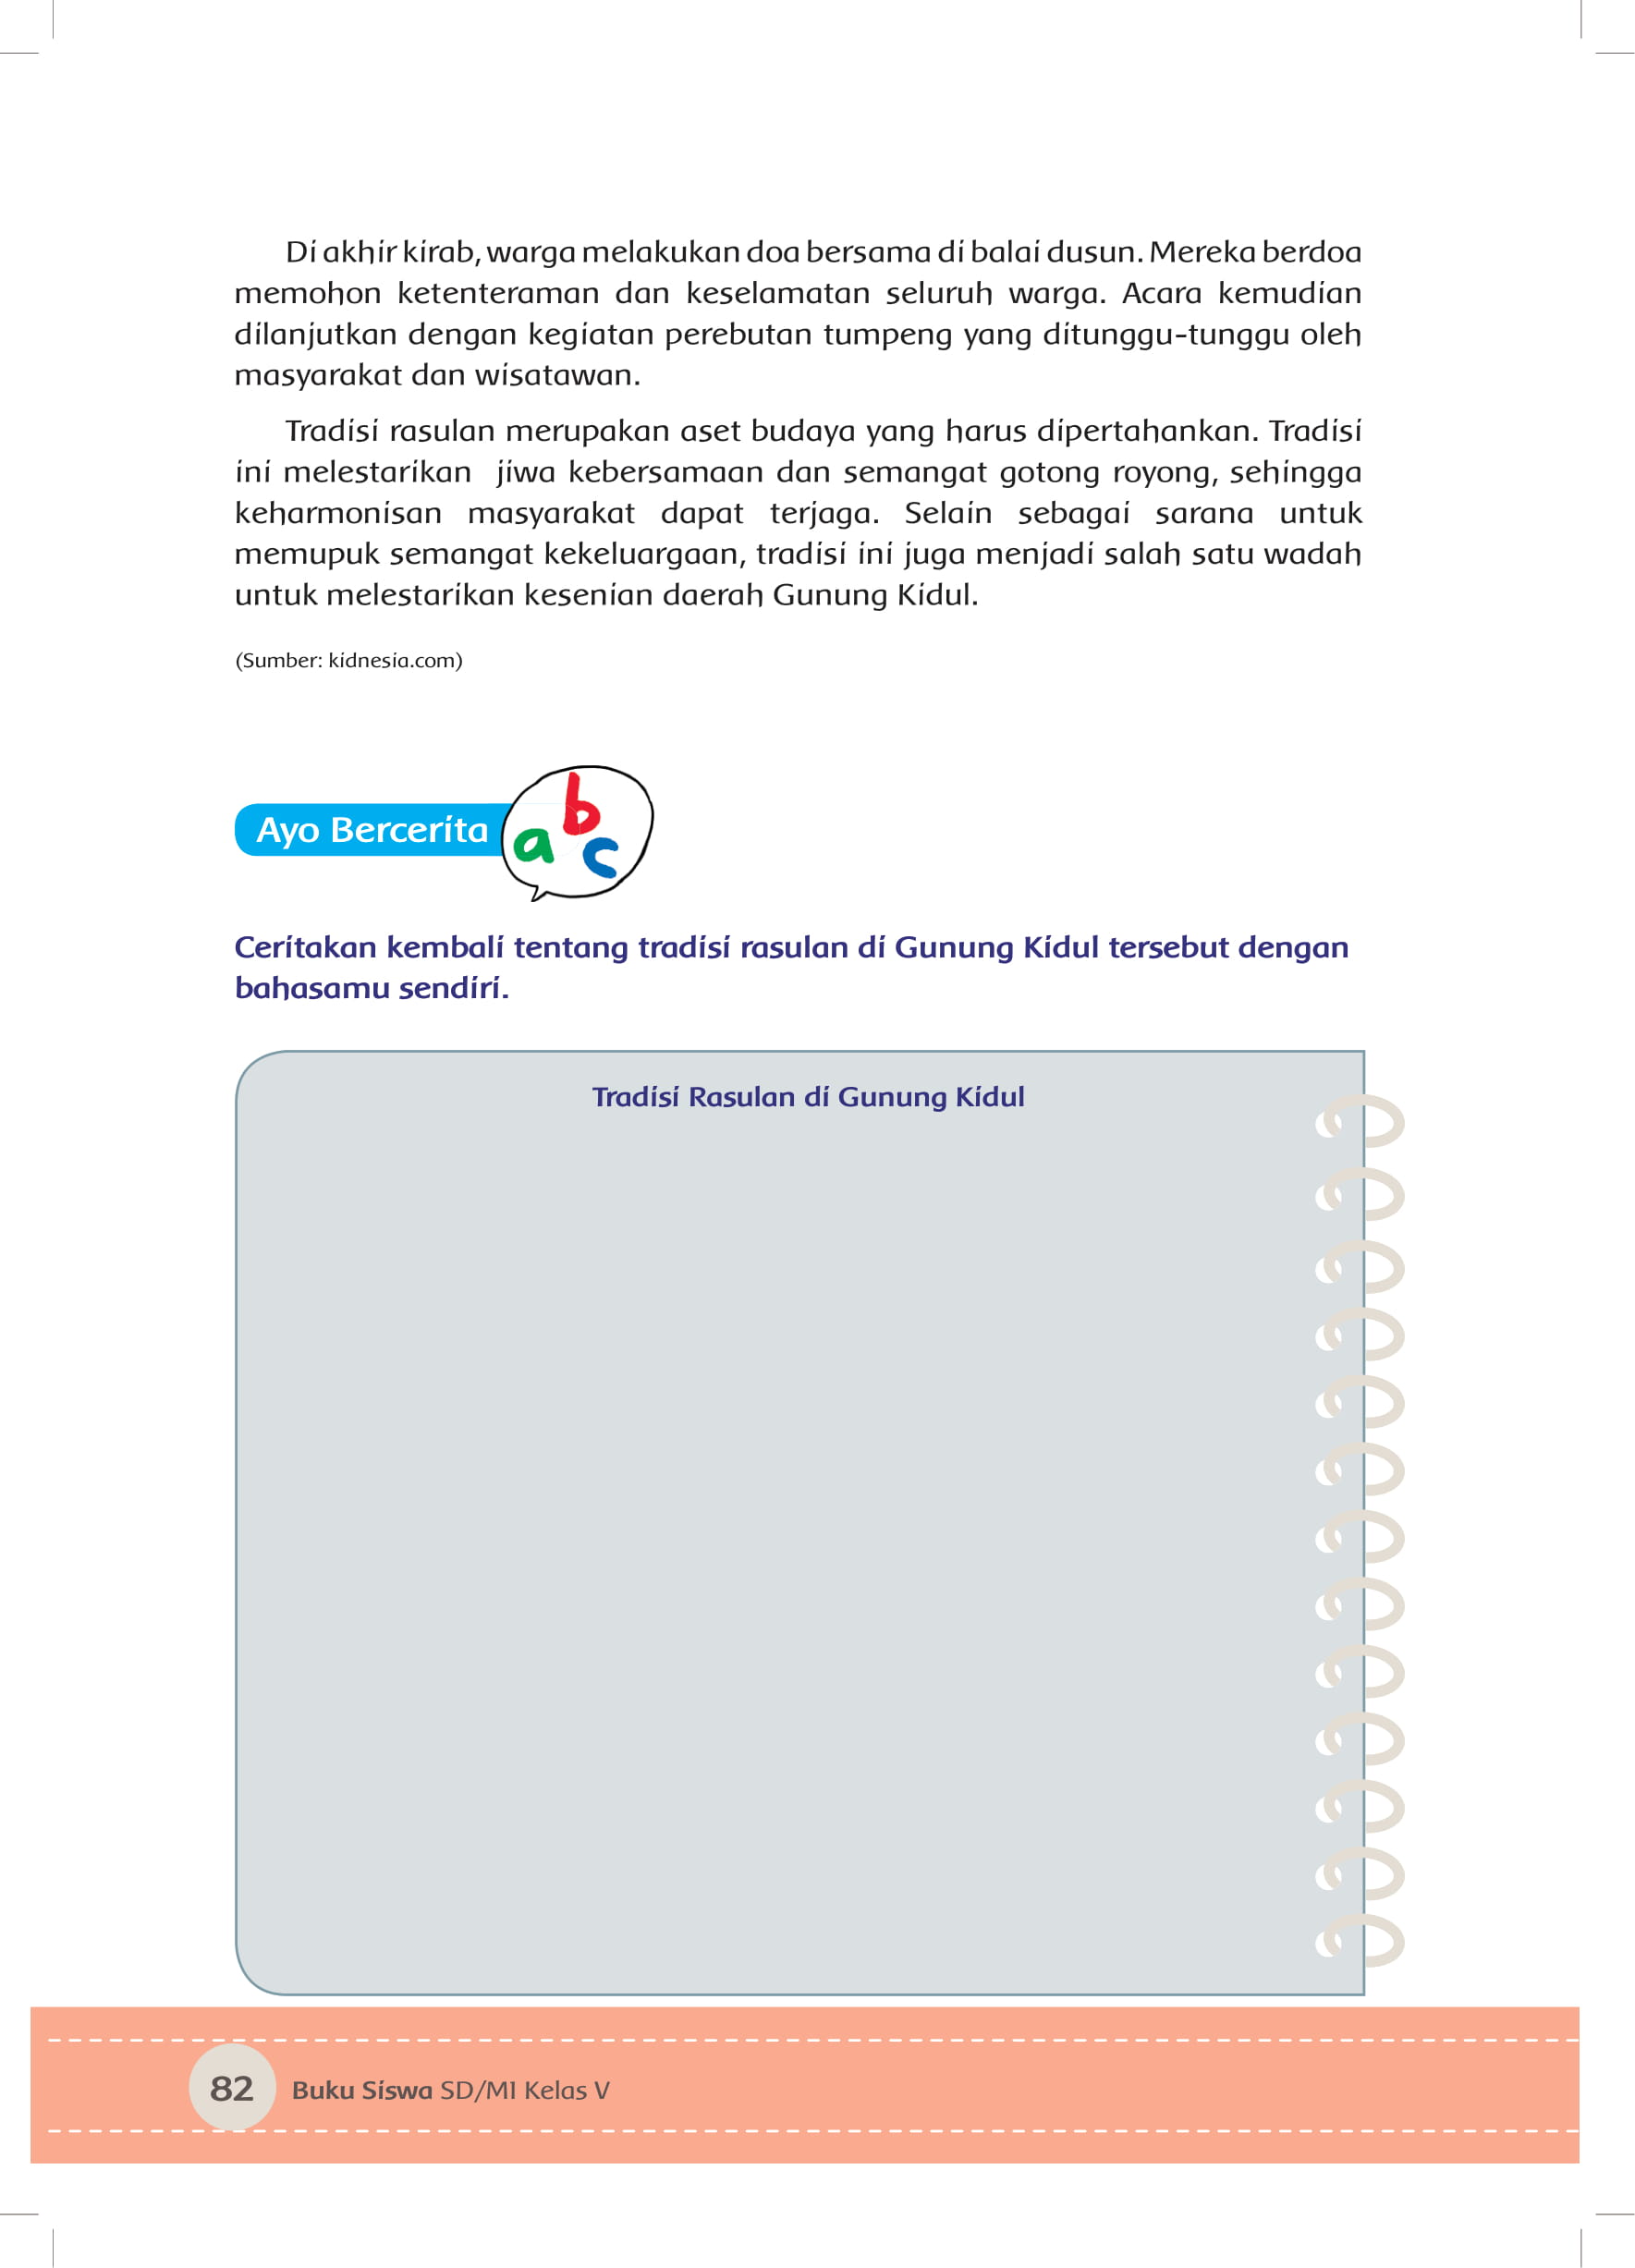 Di akhir kirab, warga melakukan doa bersama di balai dusun. Mereka berdoa
memohon ketenteraman dan keselamatan seluruh warga. Acara kemudian
dilanjutkan dengan kegiatan perebutan tumpeng yang ditunggu-tunggu oleh
masyarakat dan wisatawan.
Tradisi rasulan merupakan aset budaya yang harus dipertahankan. Tradisi
ini melestarikan jiwa kebersamaan dan semangat gotong royong, sehingga
keharmonisan masyarakat dapat terjaga. Selain sebagai sarana untuk
memupuk semangat kekeluargaan, tradisi ini juga menjadi salah satu wadah
untuk melestarikan kesenian daerah Gunung Kidul.
(Sumber: kidnesia.com)
Ayo Bercerita
a b c
Ceritakan kembali tentang tradisi rasulan di Gunung Kidul tersebut dengan
bahasamu sendiri.
Tradisi Rasulan di Gunung Kidul
82 Buku Siswa SD/MI Kelas V